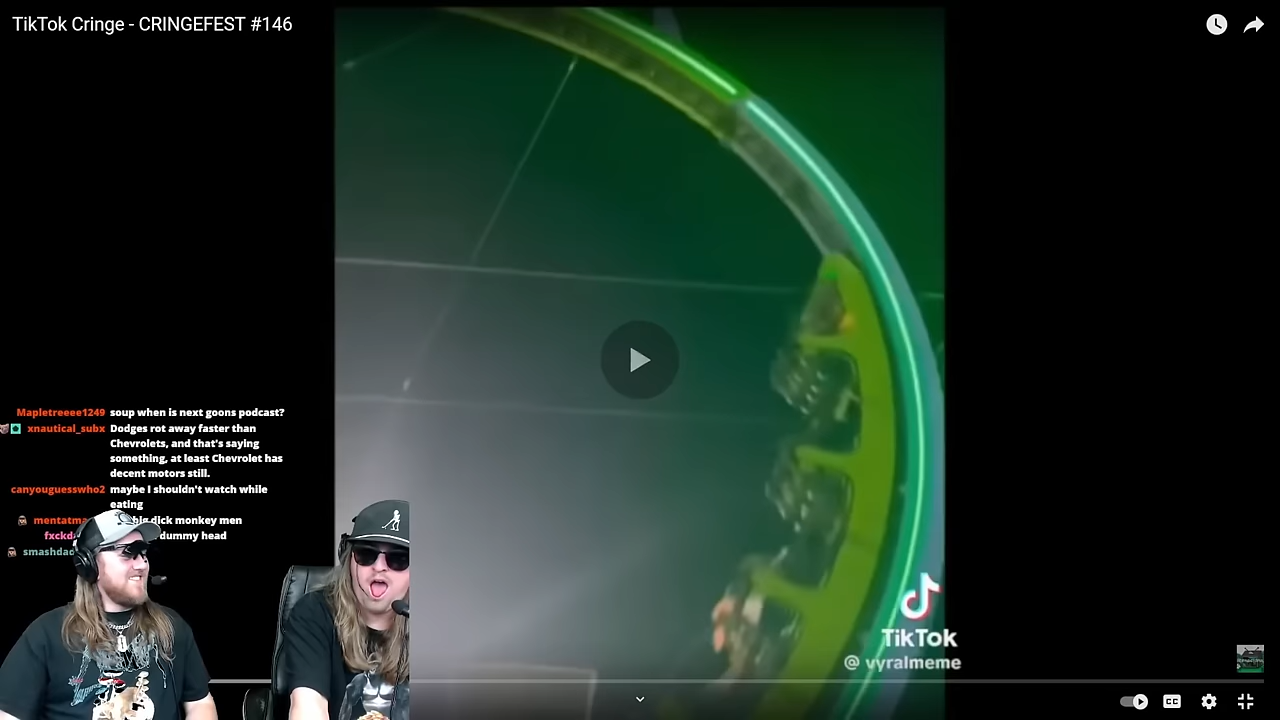 TikTok Cringe - CRINGEFEST #146
Mapletreeee1249 soup when is next goons podcast?
xnautical_subx Dodges rot away faster than
Chevrolets, and that's saying
something, at least Chevrolet has
decent motors still.
canyouguesswho2 maybe I shouldn't watch while
eating
dick monkey men
dummy head
TikTok
@ vyralmeme
CC